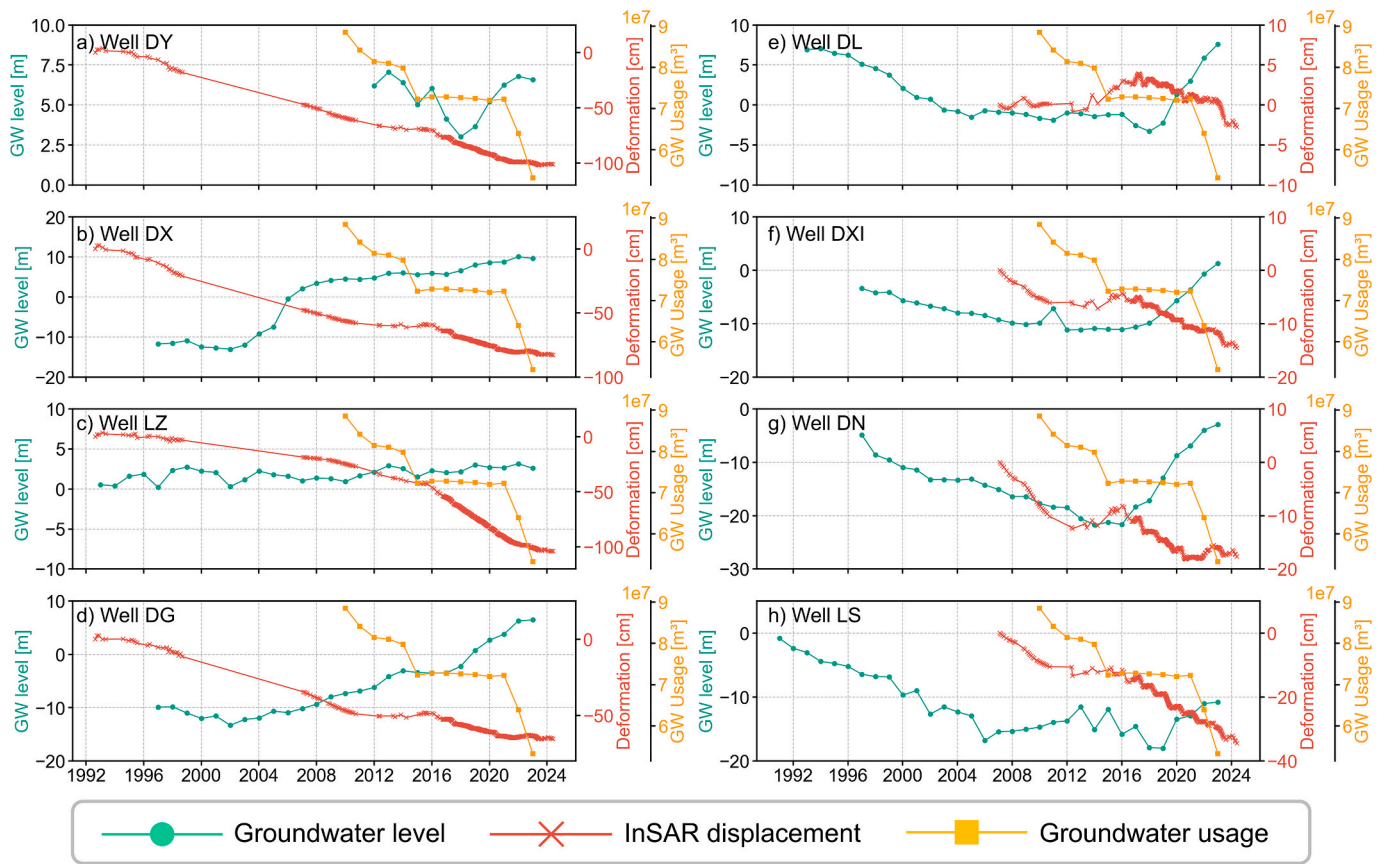 a) Well DY
GW level [m]
10.0
7.5
5.0
2.5
0.0
0
−50
−100
Deformation [cm]
1e7
9
8
7
6
GW Usage [m³]
e) Well DL
GW level [m]
10
5
0
−5
−10
10
5
0
−5
−10
Deformation [cm]
1e7
9
8
7
6
GW Usage [m³]
b) Well DX
GW level [m]
20
10
0
−10
−20
0
−50
−100
Deformation [cm]
1e7
9
8
7
6
GW Usage [m³]
f) Well DXI
GW level [m]
10
0
−10
−20
10
0
−10
−20
Deformation [cm]
1e7
9
8
7
6
GW Usage [m³]
c) Well LZ
GW level [m]
10
5
0
−5
−10
0
−50
−100
Deformation [cm]
1e7
9
8
7
6
GW Usage [m³]
g) Well DN
GW level [m]
0
−10
−20
−30
10
0
−10
−20
Deformation [cm]
1e7
9
8
7
6
GW Usage [m³]
d) Well DG
GW level [m]
10
0
−10
−20
0
−50
Deformation [cm]
1e7
9
8
7
6
GW Usage [m³]
1992 1996 2000 2004 2008 2012 2016 2020 2024
h) Well LS
GW level [m]
0
−10
−20
0
−20
−40
Deformation [cm]
1e7
9
8
7
6
GW Usage [m³]
1992 1996 2000 2004 2008 2012 2016 2020 2024
Groundwater level InSAR displacement Groundwater usage